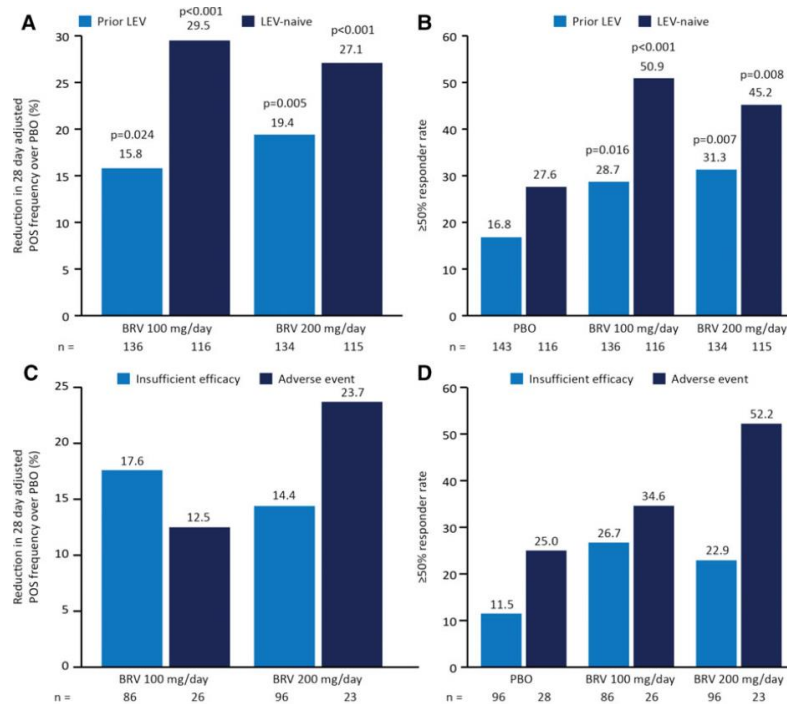 A
Prior LEV
LEV-naive
Reduction in 28 day adjusted
POS frequency over PBO (%)
30
25
20
15
10
5
0
p=0.024
15.8
p<0.001
29.5
p=0.005
19.4
p<0.001
27.1
BRV 100 mg/day
BRV 200 mg/day
n =
136
116
134
115
B
Prior LEV
LEV-naive
≥50% responder rate
60
50
40
30
20
10
0
16.8
27.6
p=0.016
28.7
p<0.001
50.9
p=0.007
31.3
p=0.008
45.2
PBO
BRV 100 mg/day
BRV 200 mg/day
n =
143
116
136
116
134
115
C
Insufficient efficacy
Adverse event
Reduction in 28 day adjusted
POS frequency over PBO (%)
25
20
15
10
5
0
17.6
12.5
14.4
23.7
BRV 100 mg/day
BRV 200 mg/day
n =
86
26
96
23
D
Insufficient efficacy
Adverse event
≥50% responder rate
60
50
40
30
20
10
0
11.5
25.0
26.7
34.6
22.9
52.2
PBO
BRV 100 mg/day
BRV 200 mg/day
n =
96
28
86
26
96
23